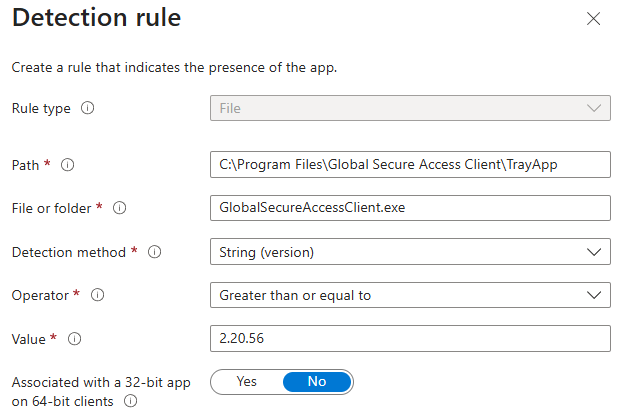 Detection rule
Create a rule that indicates the presence of the app.
Rule type
File
Path *
C:\Program Files\Global Secure Access Client\TrayApp
File or folder *
GlobalSecureAccessClient.exe
Detection method *
String (version)
Operator *
Greater than or equal to
Value *
2.20.56
Associated with a 32-bit app
on 64-bit clients
Yes No